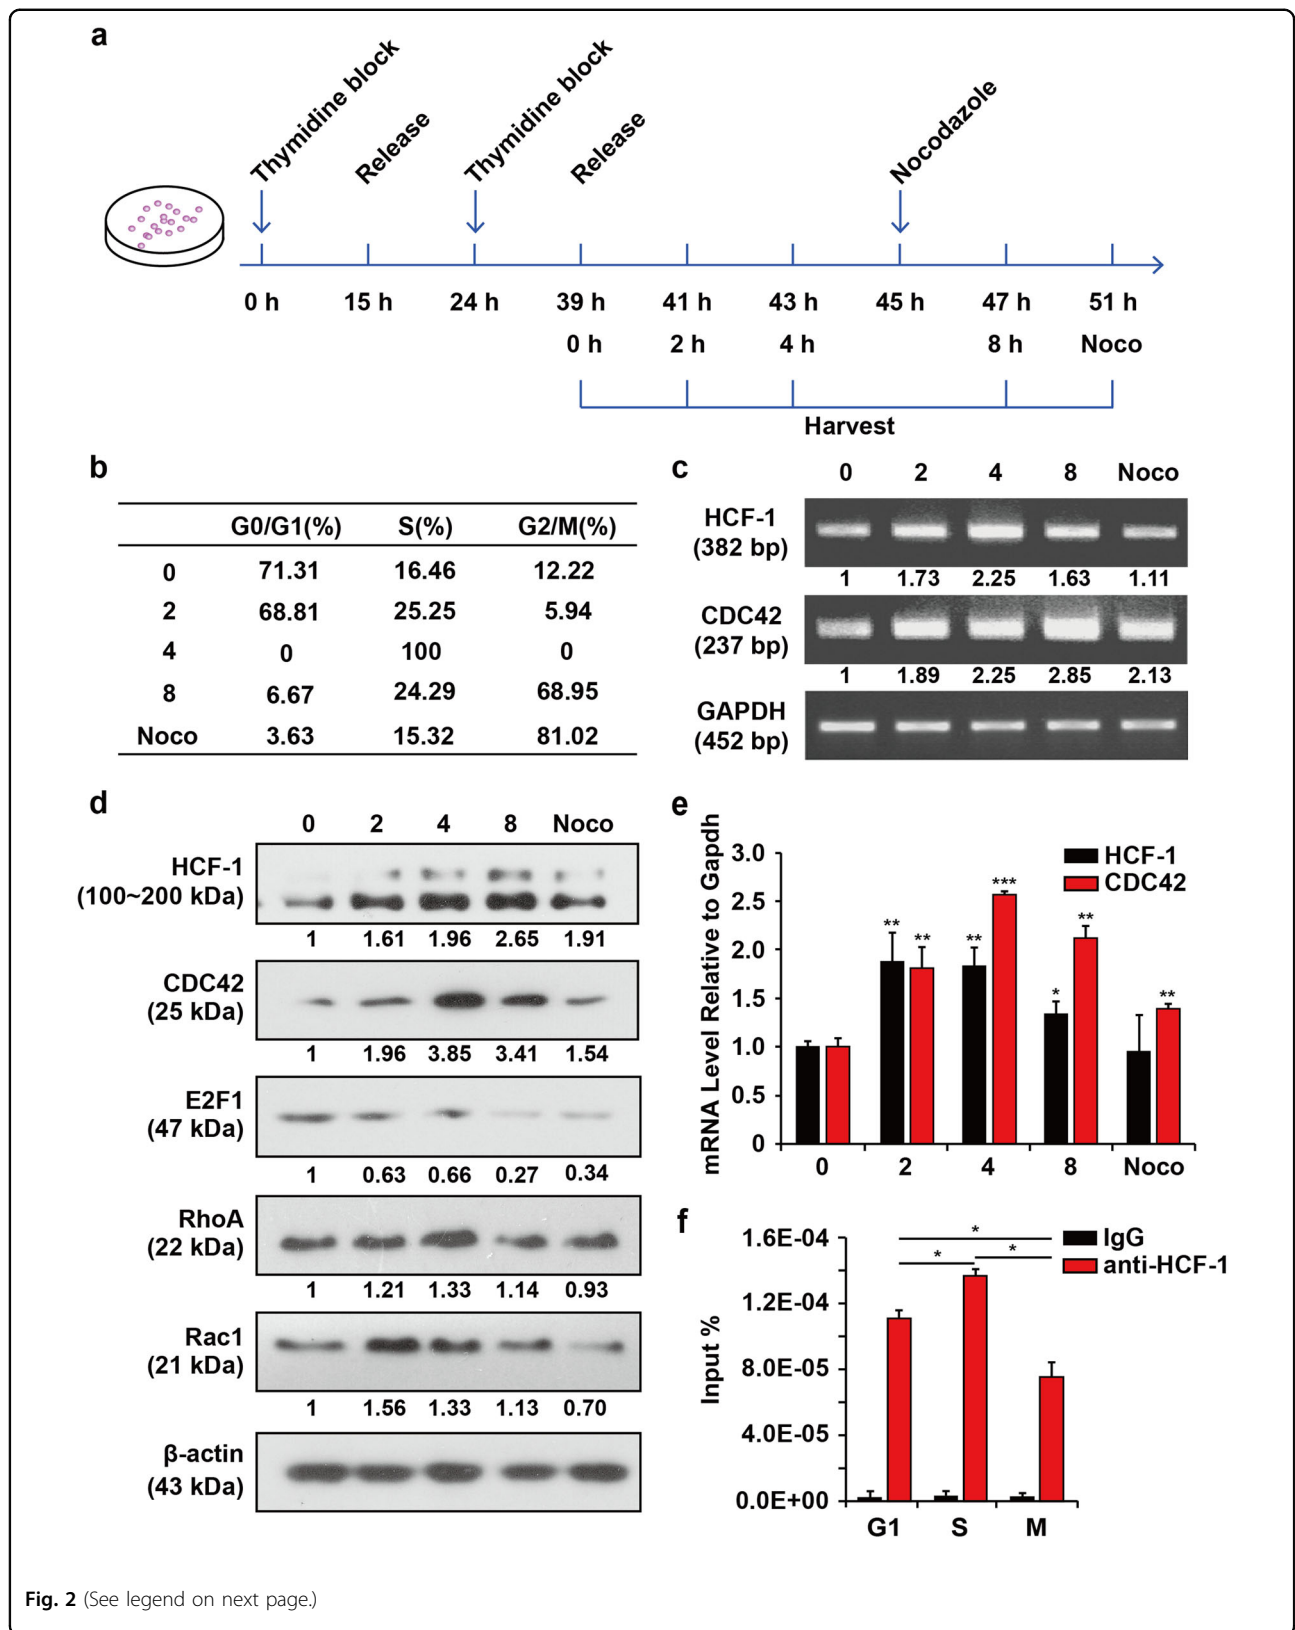 a
Thymidine block
Release
Thymidine block
Release
Nocodazole
0 h 15 h 24 h 39 h 41 h 43 h 45 h 47 h 51 h
0 h 2 h 4 h 8 h Noco
Harvest
b
G0/G1(%) S(%) G2/M(%)
0 71.31 16.46 12.22
2 68.81 25.25 5.94
4 0 100 0
8 6.67 24.29 68.95
Noco 3.63 15.32 81.02
c
0 2 4 8 Noco
HCF-1
(382 bp)
1 1.73 2.25 1.63 1.11
CDC42
(237 bp)
1 1.89 2.25 2.85 2.13
GAPDH
(452 bp)
d
0 2 4 8 Noco
HCF-1
(100~200 kDa)
1 1.61 1.96 2.65 1.91
CDC42
(25 kDa)
1 1.96 3.85 3.41 1.54
E2F1
(47 kDa)
1 0.63 0.66 0.27 0.34
RhoA
(22 kDa)
1 1.21 1.33 1.14 0.93
Rac1
(21 kDa)
1 1.56 1.33 1.13 0.70
β-actin
(43 kDa)
e
mRNA Level Relative to Gapdh
3.0
2.5
2.0
1.5
1.0
0.5
0
HCF-1
CDC42
** ** ** *** * ** **
0 2 4 8 Noco
f
Input %
1.6E-04
1.2E-04
8.0E-05
4.0E-05
0.0E+00
IgG
anti-HCF-1
*
* *
G1 S M
Fig. 2 (See legend on next page.)